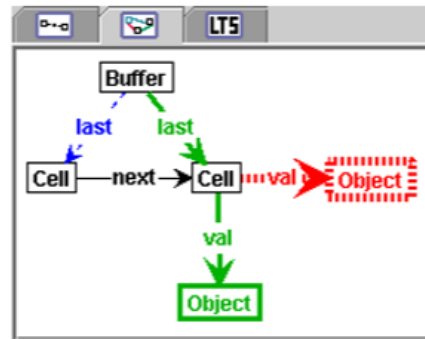 LTS
Buffer
last last
Cell next Cell val Object
val
Object